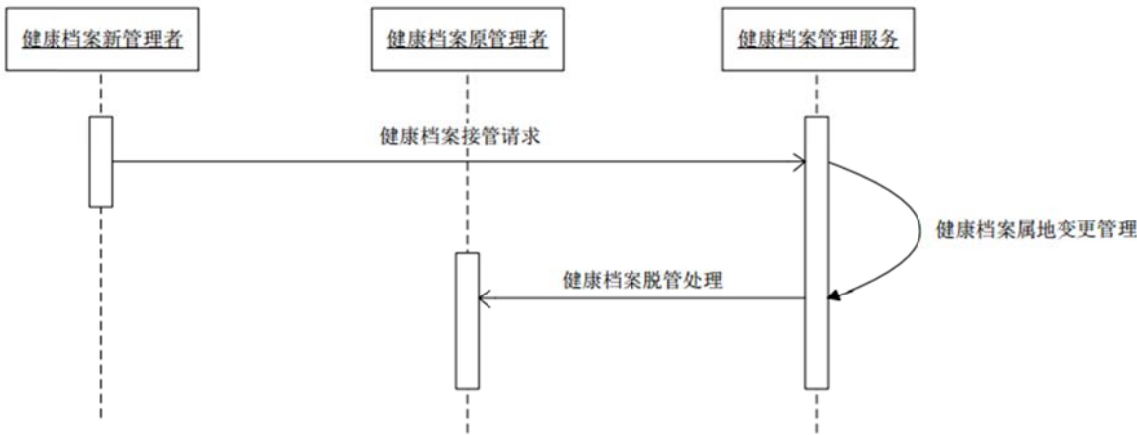 健康档案新管理者
健康档案原管理者
健康档案管理服务
健康档案接管请求
健康档案属地变更管理
健康档案脱管处理